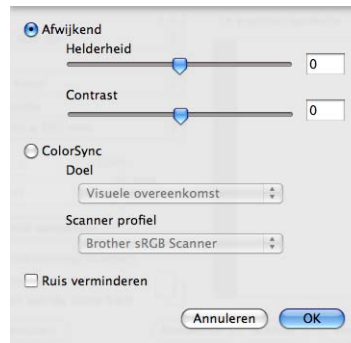 Afwijkend
Helderheid
0
Contrast
0
ColorSync
Doel
Visuele overeenkomst
Scanner profiel
Brother sRGB Scanner
Ruis verminderen
Annuleren OK